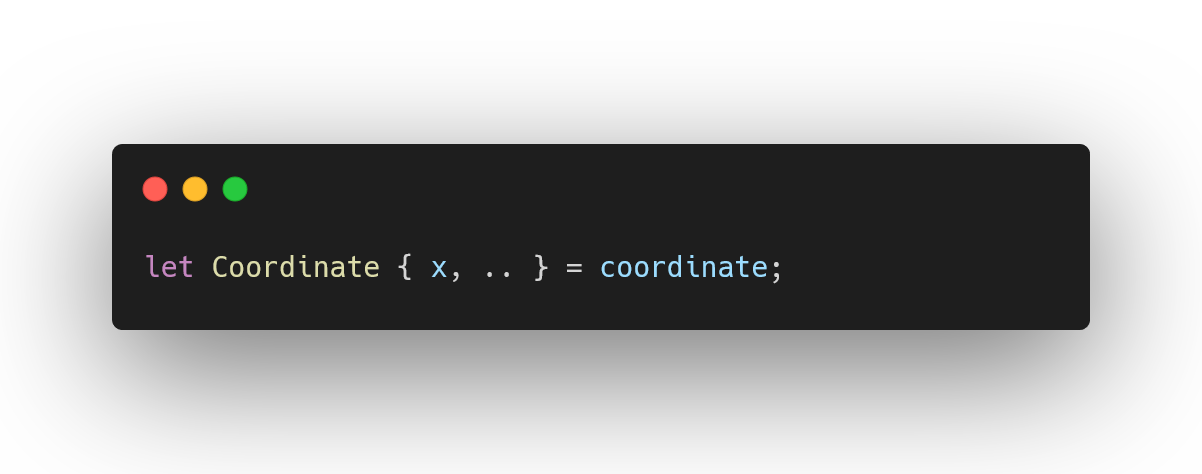 let Coordinate { x, .. } = coordinate;